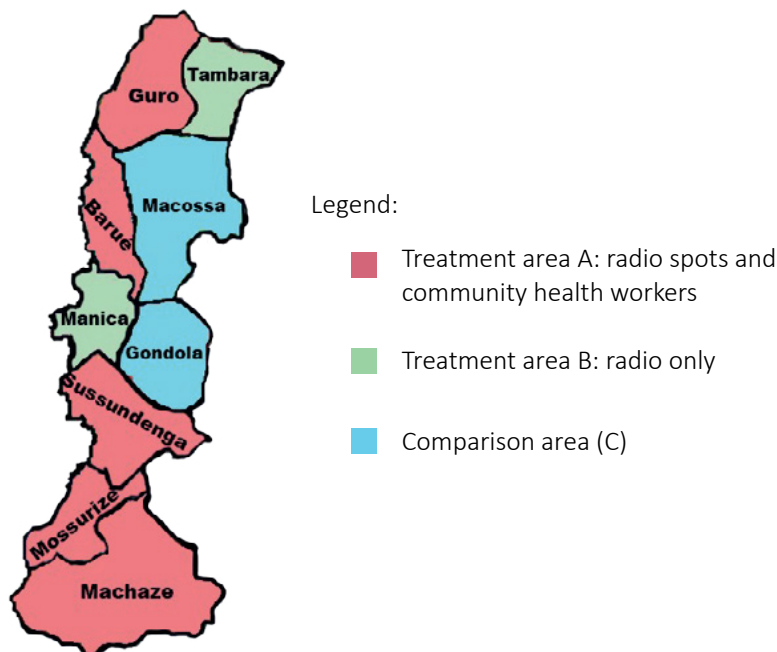 Guro
Tambara
Barué
Macossa
Manica
Gondola
Sussundenga
Mossurize
Machaze
Legend:
Treatment area A: radio spots and
community health workers
Treatment area B: radio only
Comparison area (C)